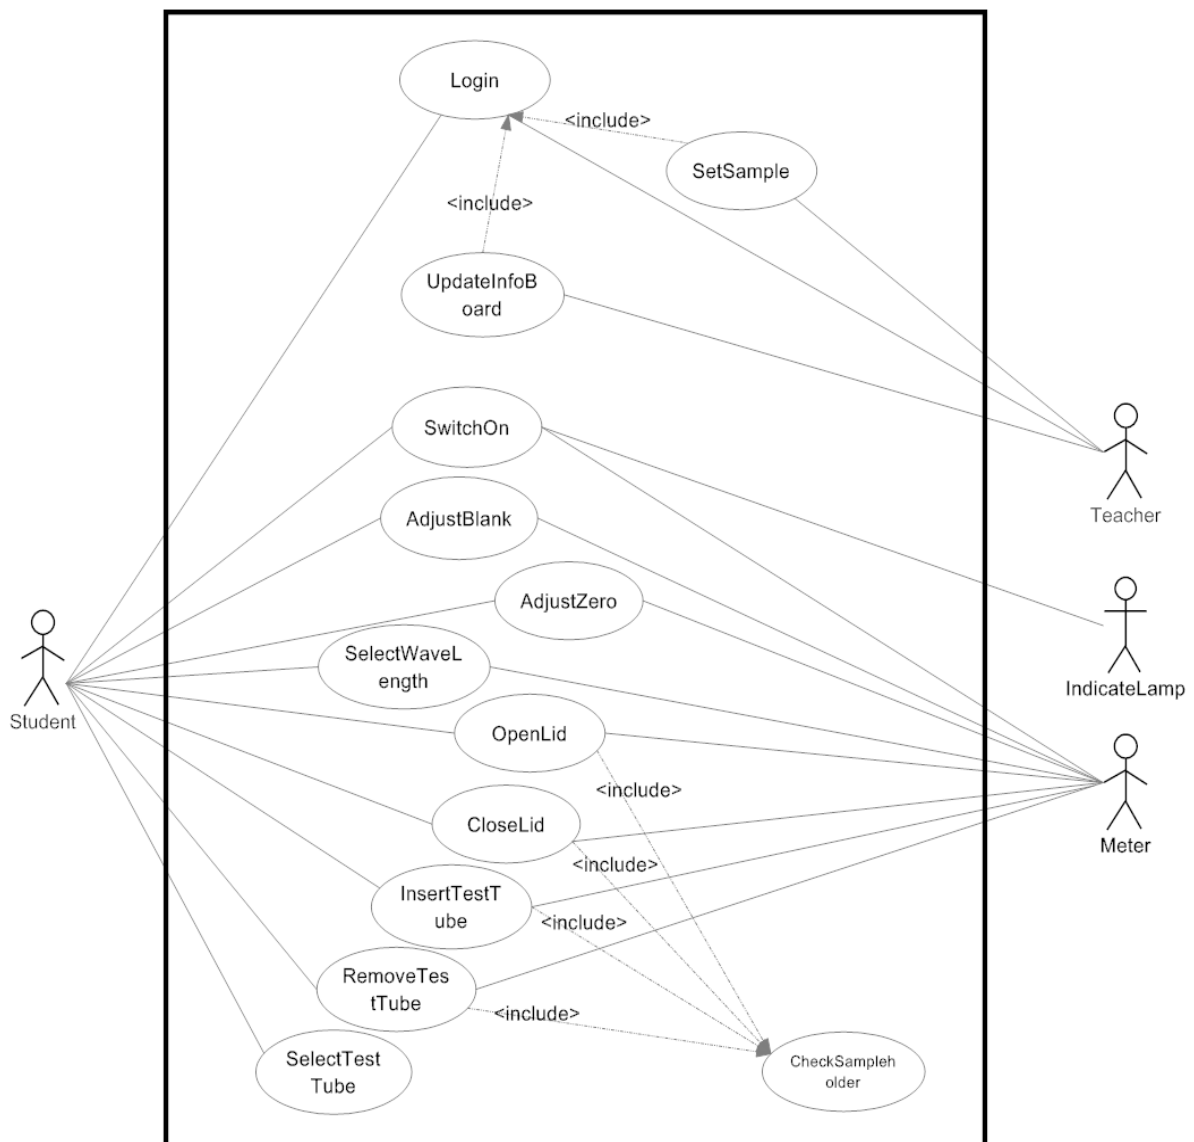 Login
<include>
SetSample
<include>
UpdateInfoB
oard
SwitchOn
AdjustBlank
Teacher
AdjustZero
SelectWaveL
ength
IndicateLamp
Student
OpenLid
<include>
CloseLid
Meter
<include>
InsertTestT
ube
<include>
RemoveTes
tTube
<include>
SelectTest
Tube
CheckSampleh
older